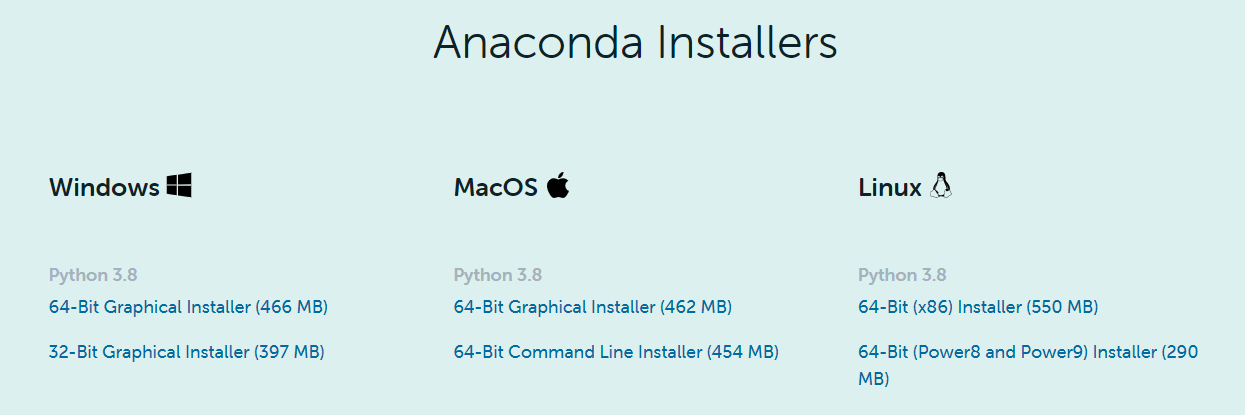 Anaconda Installers
Windows
MacOS
Linux
Python 3.8
64-Bit Graphical Installer (466 MB)
32-Bit Graphical Installer (397 MB)
Python 3.8
64-Bit Graphical Installer (462 MB)
64-Bit Command Line Installer (454 MB)
Python 3.8
64-Bit (x86) Installer (550 MB)
64-Bit (Power8 and Power9) Installer (290
MB)